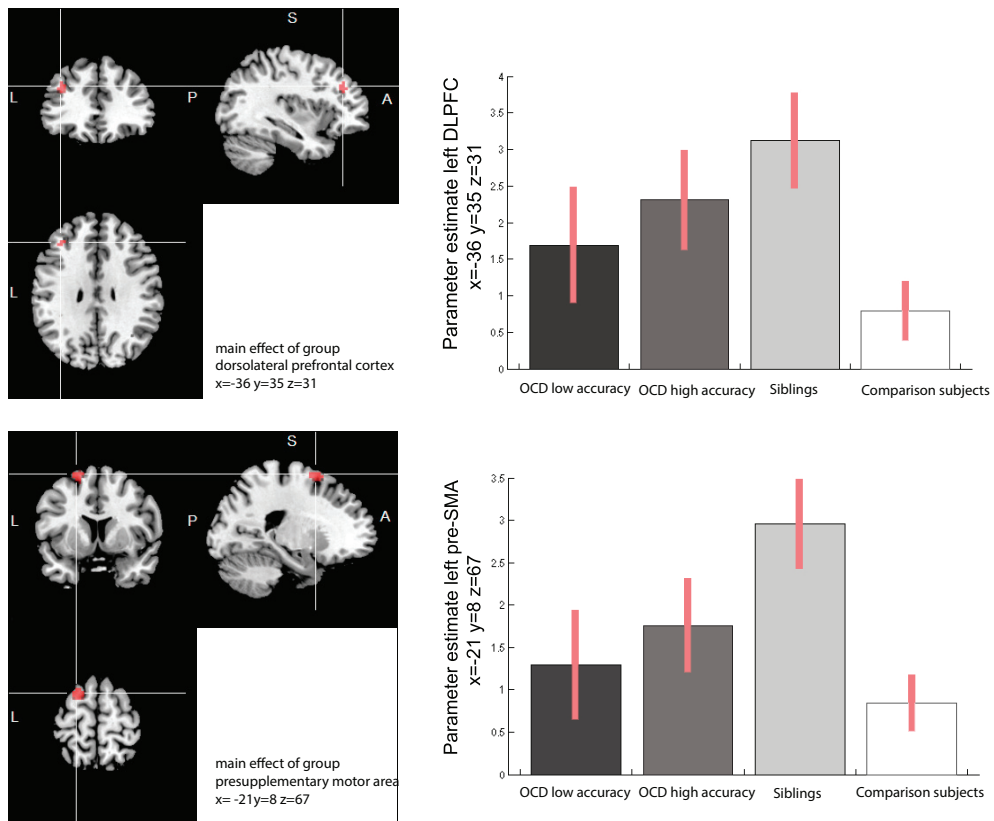 S
L
P
A
L
main effect of group
dorsolateral prefrontal cortex
x=-36 y=35 z=31
Parameter estimate left DLPFC
x=-36 y=35 z=31
4
3.5
3
2.5
2
1.5
1
0.5
0
OCD low accuracy
OCD high accuracy
Siblings
Comparison subjects
S
L
P
A
L
main effect of group
presupplementary motor area
x= -21y=8 z=67
Parameter estimate left pre-SMA
x=-21 y=8 z=67
3.5
3
2.5
2
1.5
1
0.5
0
OCD low accuracy
OCD high accuracy
Siblings
Comparison subjects